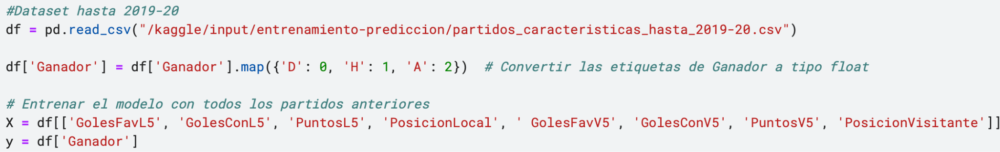 #Dataset hasta 2019-20
df = pd.read_csv("/kaggle/input/entrenamiento-prediccion/partidos_caracteristicas_hasta_2019-20.csv")
df['Ganador'] = df['Ganador'].map({'D': 0, 'H': 1, 'A': 2})  # Convertir las etiquetas de Ganador a tipo float
# Entrenar el modelo con todos los partidos anteriores
X = df[['GolesFavL5', 'GolesConL5', 'PuntosL5', 'PosicionLocal', ' GolesFavV5', 'GolesConV5', 'PuntosV5', 'PosicionVisitante']]
y = df['Ganador']